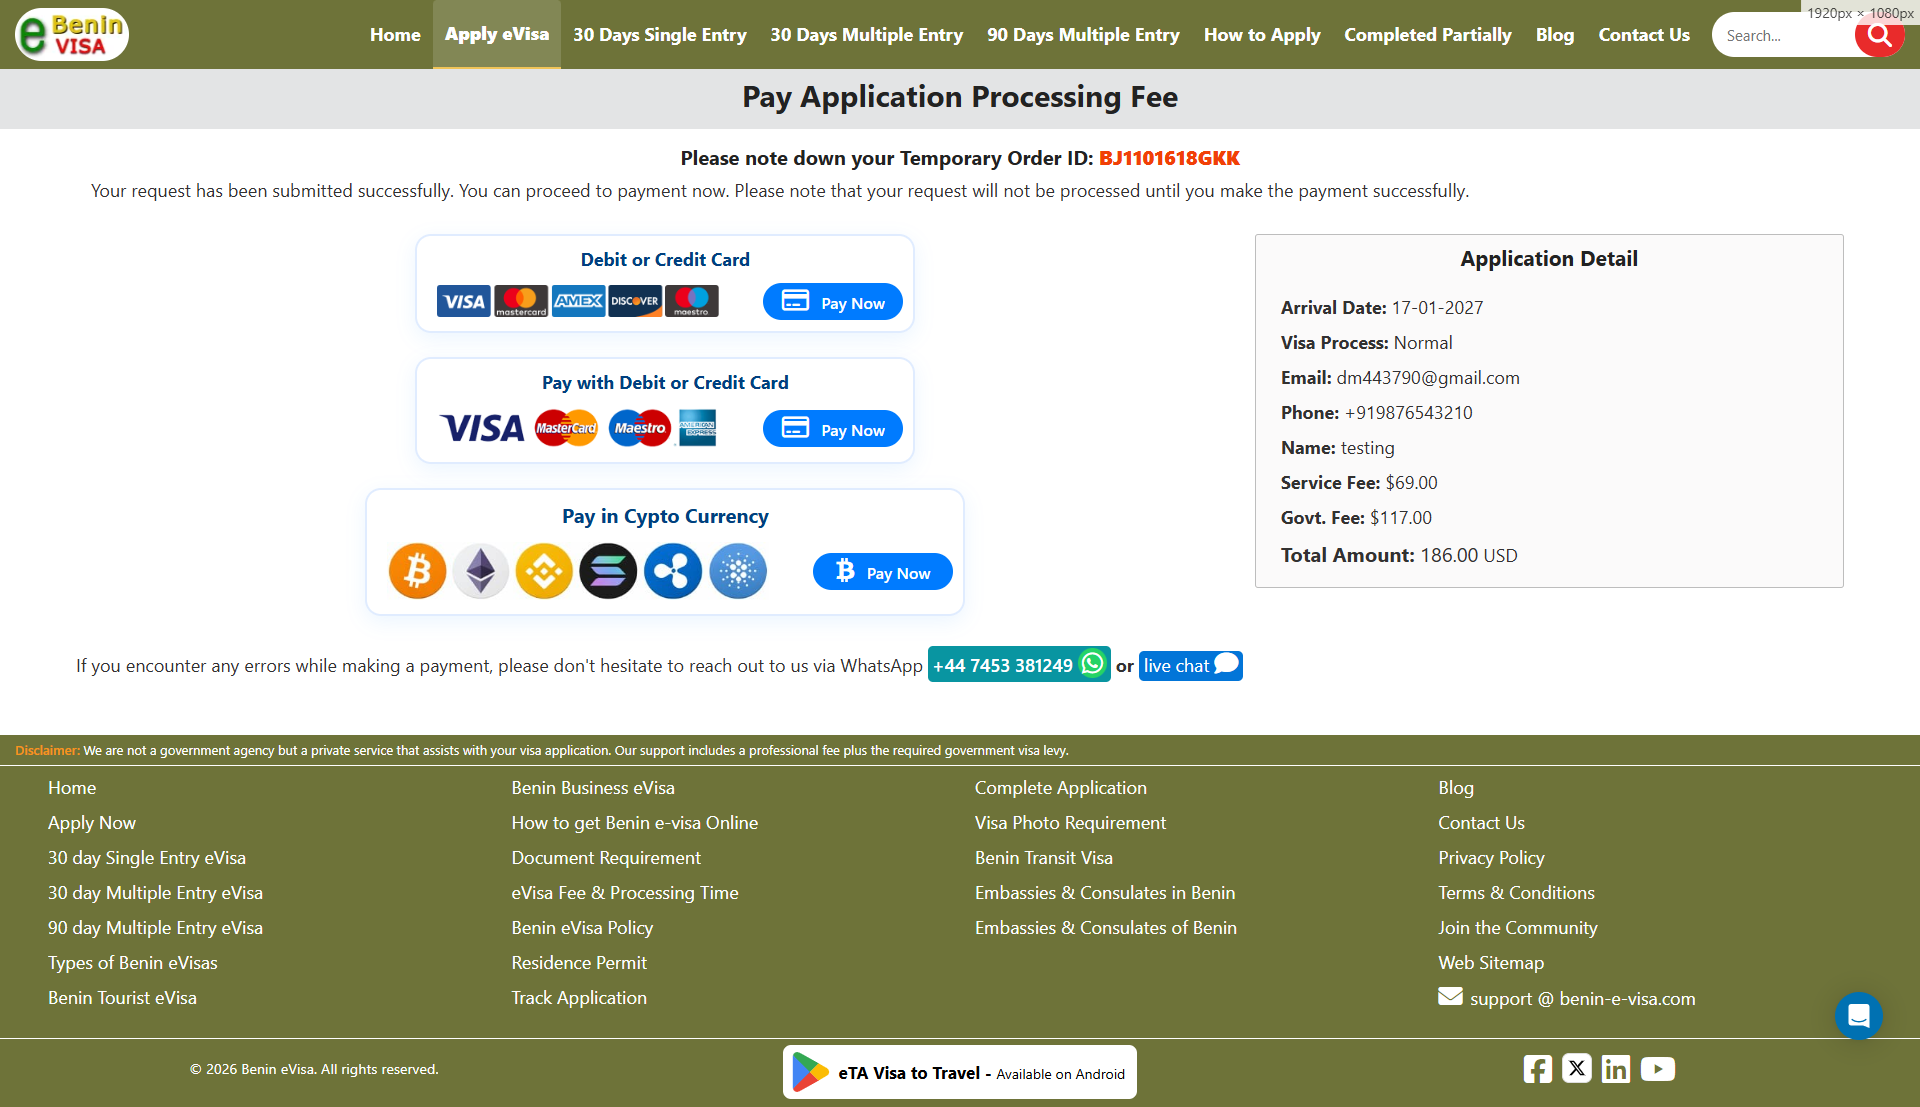 e Benin
VISA
Home
Apply eVisa
30 Days Single Entry
30 Days Multiple Entry
90 Days Multiple Entry
How to Apply
Completed Partially
Blog
Contact Us
Search...
1920px × 1080px
Pay Application Processing Fee
Please note down your Temporary Order ID: BJ1101618GKK
Your request has been submitted successfully. You can proceed to payment now. Please note that your request will not be processed until you make the payment successfully.
Debit or Credit Card
VISA mastercard AMEX DISCOVER maestro
Pay Now
Pay with Debit or Credit Card
VISA MasterCard Maestro AMERICAN EXPRESS
Pay Now
Pay in Cypto Currency
Pay Now
Application Detail
Arrival Date: 17-01-2027
Visa Process: Normal
Email: dm443790@gmail.com
Phone: +919876543210
Name: testing
Service Fee: $69.00
Govt. Fee: $117.00
Total Amount: 186.00 USD
If you encounter any errors while making a payment, please don't hesitate to reach out to us via WhatsApp +44 7453 381249 or live chat
Disclaimer: We are not a government agency but a private service that assists with your visa application. Our support includes a professional fee plus the required government visa levy.
Home
Apply Now
30 day Single Entry eVisa
30 day Multiple Entry eVisa
90 day Multiple Entry eVisa
Types of Benin eVisas
Benin Tourist eVisa
Benin Business eVisa
How to get Benin e-visa Online
Document Requirement
eVisa Fee & Processing Time
Benin eVisa Policy
Residence Permit
Track Application
Complete Application
Visa Photo Requirement
Benin Transit Visa
Embassies & Consulates in Benin
Embassies & Consulates of Benin
Blog
Contact Us
Privacy Policy
Terms & Conditions
Join the Community
Web Sitemap
support @ benin-e-visa.com
© 2026 Benin eVisa. All rights reserved.
eTA Visa to Travel - Available on Android